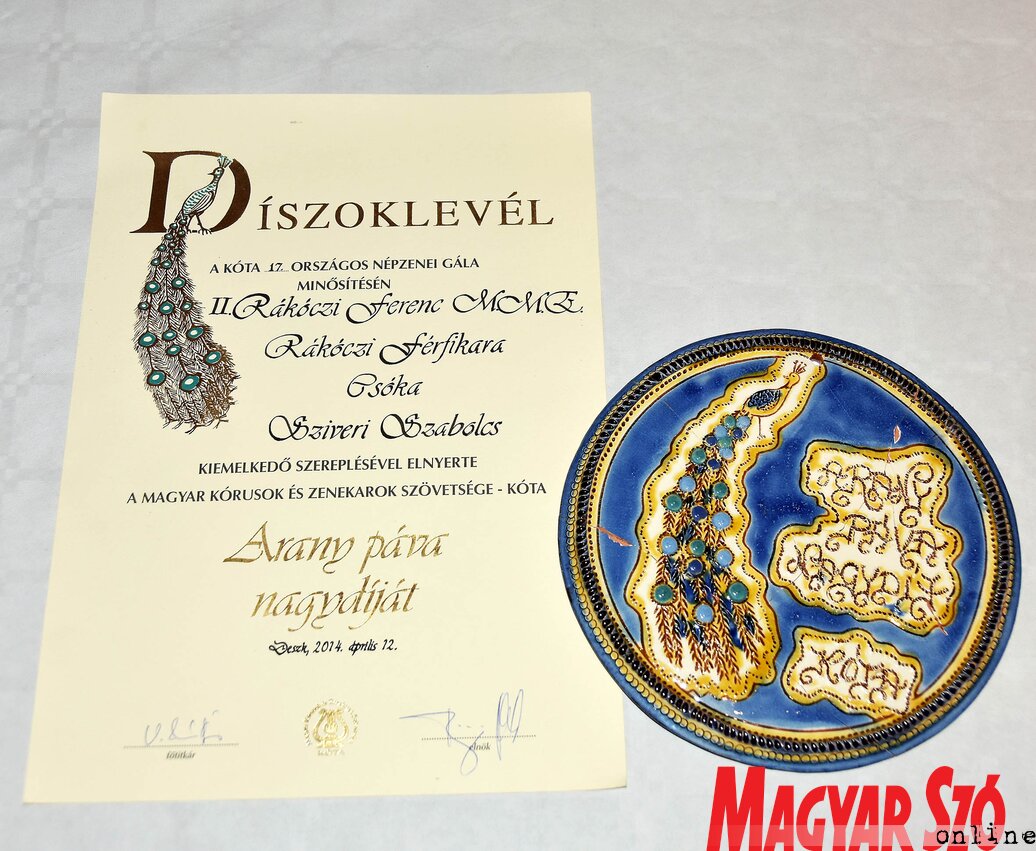 DÍSZOKLEVÉL
A KÓTA 17. ORSZÁGOS NÉPZENEI GÁLA
MINŐSÍTÉSÉN
II. Rákóczi Ferenc M.M.E.
Rákóczi Férfikara
Csóka
Sziveri Szabolcs
KIEMELKEDŐ SZEREPLÉSÉVEL ELNYERTE
A MAGYAR KÓRUSOK ÉS ZENEKAROK SZÖVETSÉGE - KÓTA
Arany páva
nagydíját
Deszk, 2014. április 12.
főtitkár
elnök
ARANY
PÁVA
NAGYDÍJ
KÓTA
MAGYAR SZÓ
online